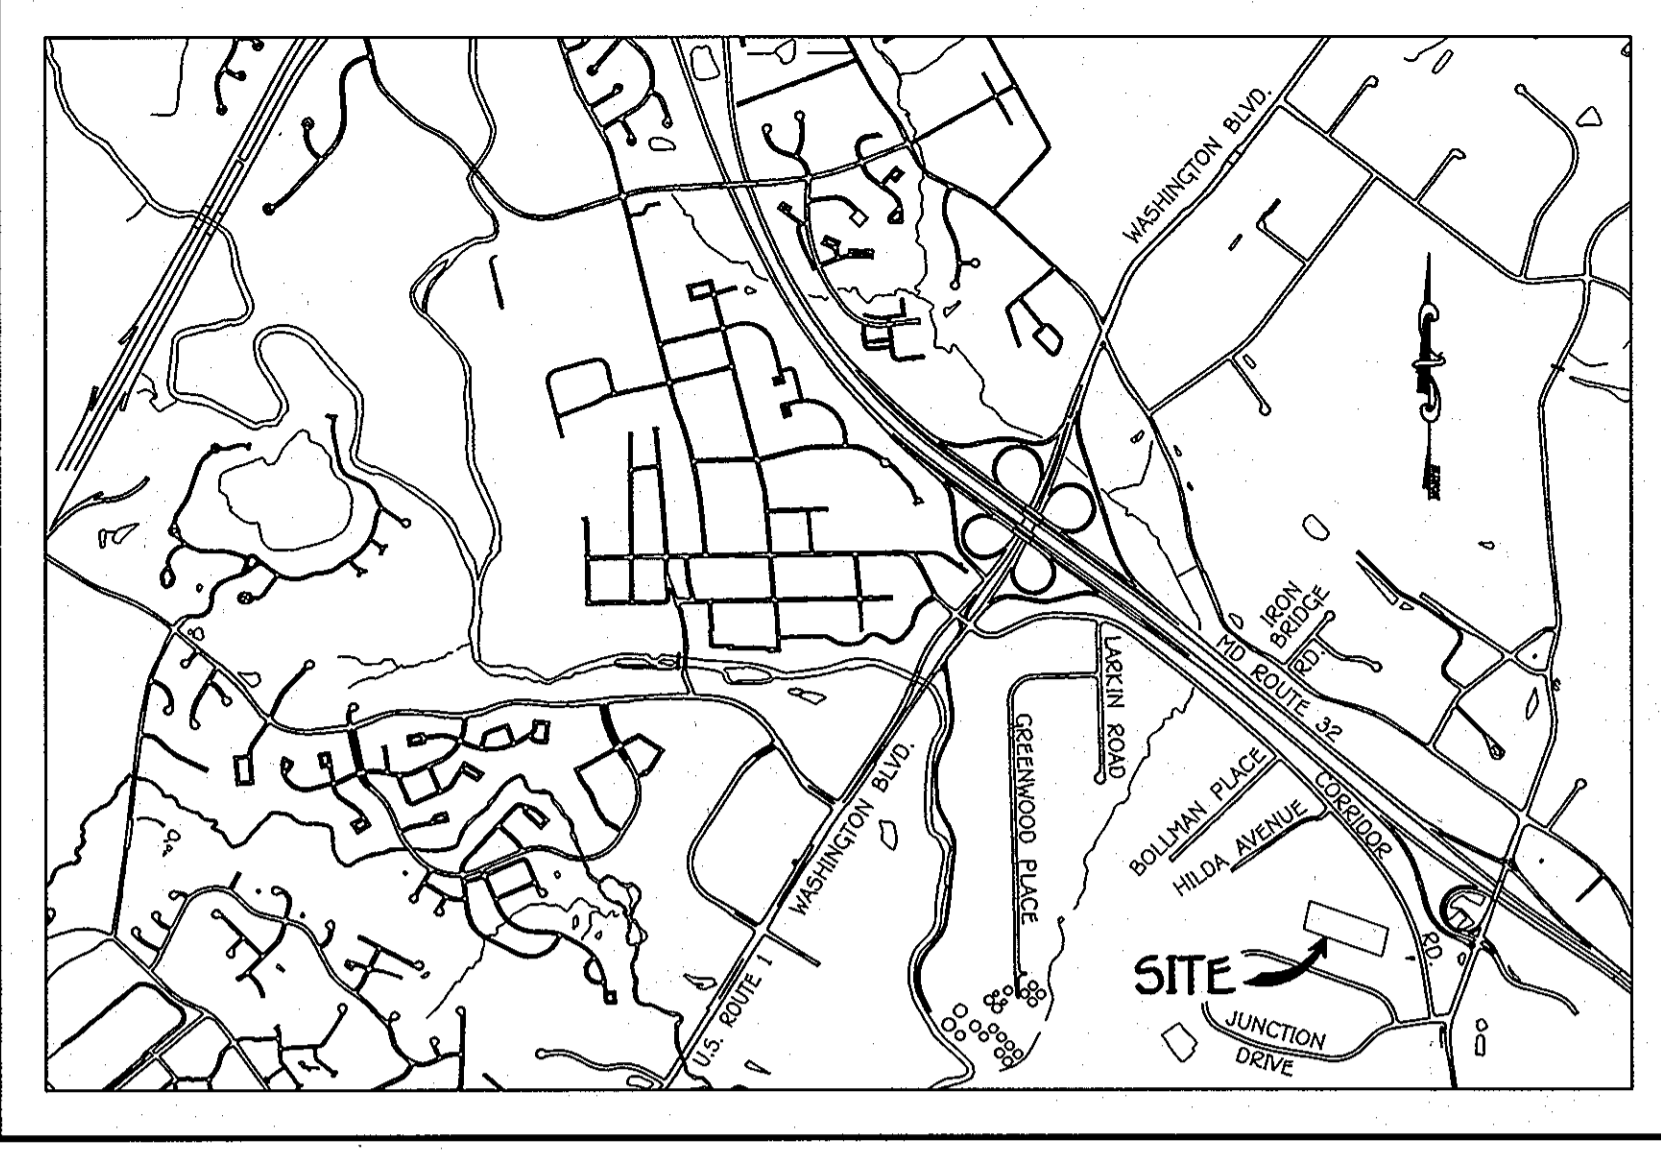 WASHINGTON BLVD.
IRON
BRIDGE
RD.
MD ROUTE 32
LARKIN ROAD
GREENWOOD PLACE
WASHINGTON BLVD.
BOLLMAN PLACE
CORRIDOR
RD.
HILDA AVENUE
SITE
U.S. ROUTE 1
JUNCTION
DRIVE